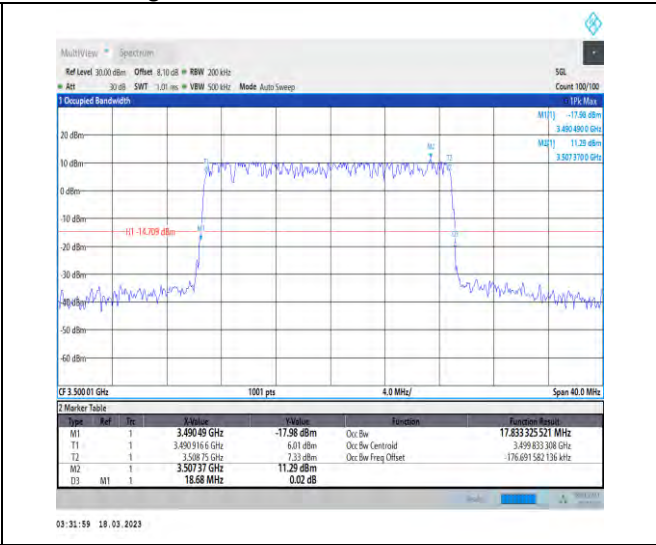 MultiView Spectrum
Ref Level 30.00 dBm Offset 8.10 dB RBW 200 kHz SGL
Att 30 dB SWT 1.01 ms VBW 500 kHz Mode Auto Sweep Count 100/100
1 Occupied Bandwidth 1Pk Max
M1[1] -17.98 dBm
3.490 490 0 GHz
M2[1] 11.29 dBm
3.507 370 0 GHz
20 dBm
M2
T1 T2
10 dBm
0 dBm
-10 dBm
H1 -14.709 dBm M1
D3
-20 dBm
-30 dBm
-40 dBm
-50 dBm
-60 dBm
CF 3.500 01 GHz 1001 pts 4.0 MHz/ Span 40.0 MHz
2 Marker Table
Type Ref Trc X-Value Y-Value Function Function Result
M1 1 3.490 49 GHz -17.98 dBm Occ Bw 17.833 325 521 MHz
T1 1 3.490 916 6 GHz 6.01 dBm Occ Bw Centroid 3.499 833 308 GHz
T2 1 3.508 75 GHz 7.33 dBm Occ Bw Freq Offset -176.691 582 136 kHz
M2 1 3.507 37 GHz 11.29 dBm
D3 M1 1 18.68 MHz 0.02 dB
03:31:59 18.03.2023